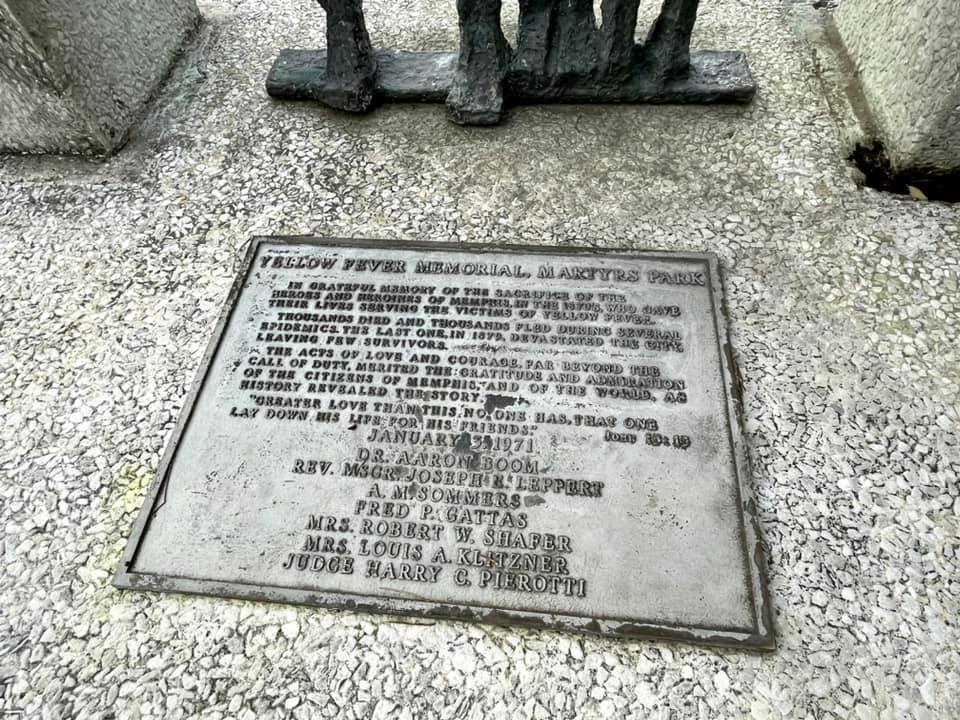 YELLOW FEVER MEMORIAL, MARTYRS PARK
IN GRATEFUL MEMORY OF THE SACRIFICE OF THE
HEROES AND HEROINES OF MEMPHIS, IN THE 1870'S, WHO GAVE
THEIR LIVES SERVING THE VICTIMS OF YELLOW FEVER.
THOUSANDS DIED AND THOUSANDS FLED DURING SEVERAL
EPIDEMICS. THE LAST ONE, IN 1879, DEVASTATED THE CITY,
LEAVING FEW SURVIVORS.
THE ACTS OF LOVE AND COURAGE, FAR BEYOND THE
CALL OF DUTY, MERITED THE GRATITUDE AND ADMIRATION
OF THE CITIZENS OF MEMPHIS, AND OF THE WORLD, AS
HISTORY REVEALED THE STORY.
"GREATER LOVE THAN THIS NO ONE HAS, THAT ONE
LAY DOWN HIS LIFE FOR HIS FRIENDS."
JOHN 15:13
JANUARY 1971
DR. AARON BOOM
REV. MSGR. JOSEPH E. LEPPERT
A. M. SOMMERS
FRED P. GATTAS
MRS. ROBERT W. SHAFER
MRS. LOUIS A. KLITZNER
JUDGE HARRY C. PIEROTTI